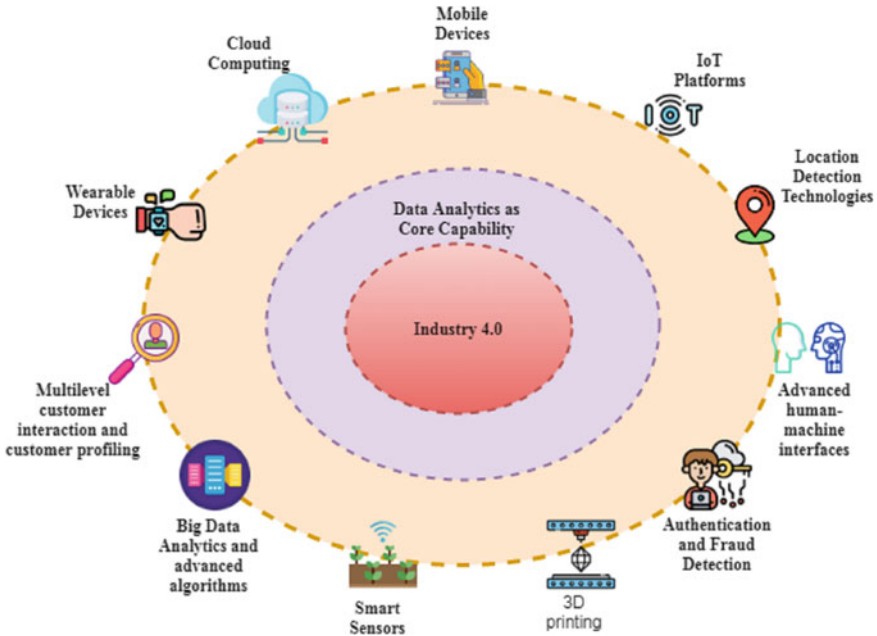 Mobile
Devices
Cloud
Computing
IoT
Platforms
IOT
Location
Detection
Technologies
Wearable
Devices
Data Analytics as
Core Capability
Industry 4.0
Multilevel
customer
interaction and
customer profiling
Advanced
human-
machine
interfaces
Big Data
Analytics and
advanced
algorithms
Authentication
and Fraud
Detection
Smart
Sensors
3D
printing